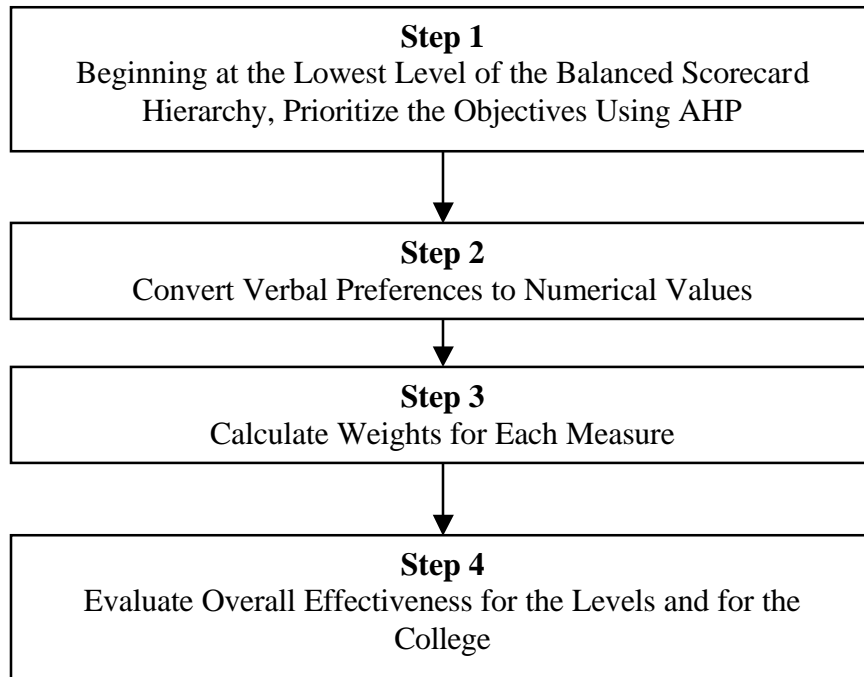 Step 1
Beginning at the Lowest Level of the Balanced Scorecard
Hierarchy, Prioritize the Objectives Using AHP
Step 2
Convert Verbal Preferences to Numerical Values
Step 3
Calculate Weights for Each Measure
Step 4
Evaluate Overall Effectiveness for the Levels and for the
College